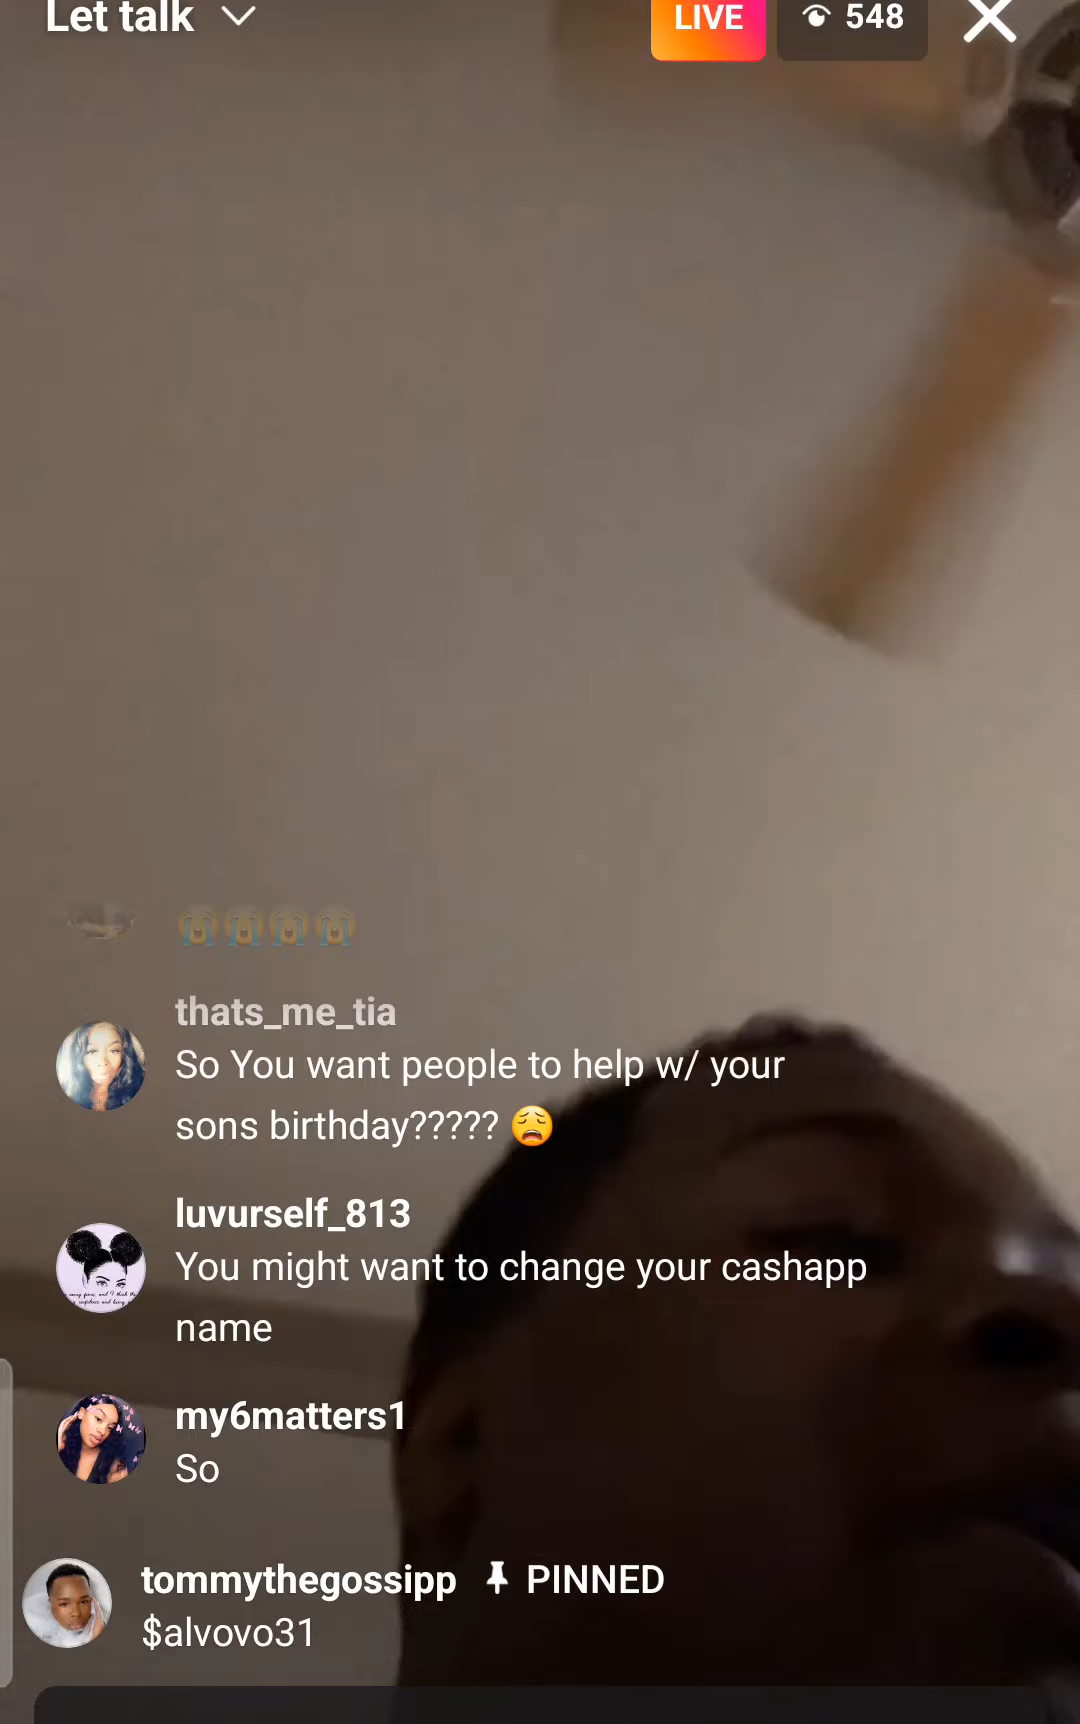 Let talk
LIVE
548
😭😭😭😭
thats_me_tia
So You want people to help w/ your
sons birthday????? 😩
luvurself_813
You might want to change your cashapp
name
my6matters1
So
tommythegossipp PINNED
$alvovo31